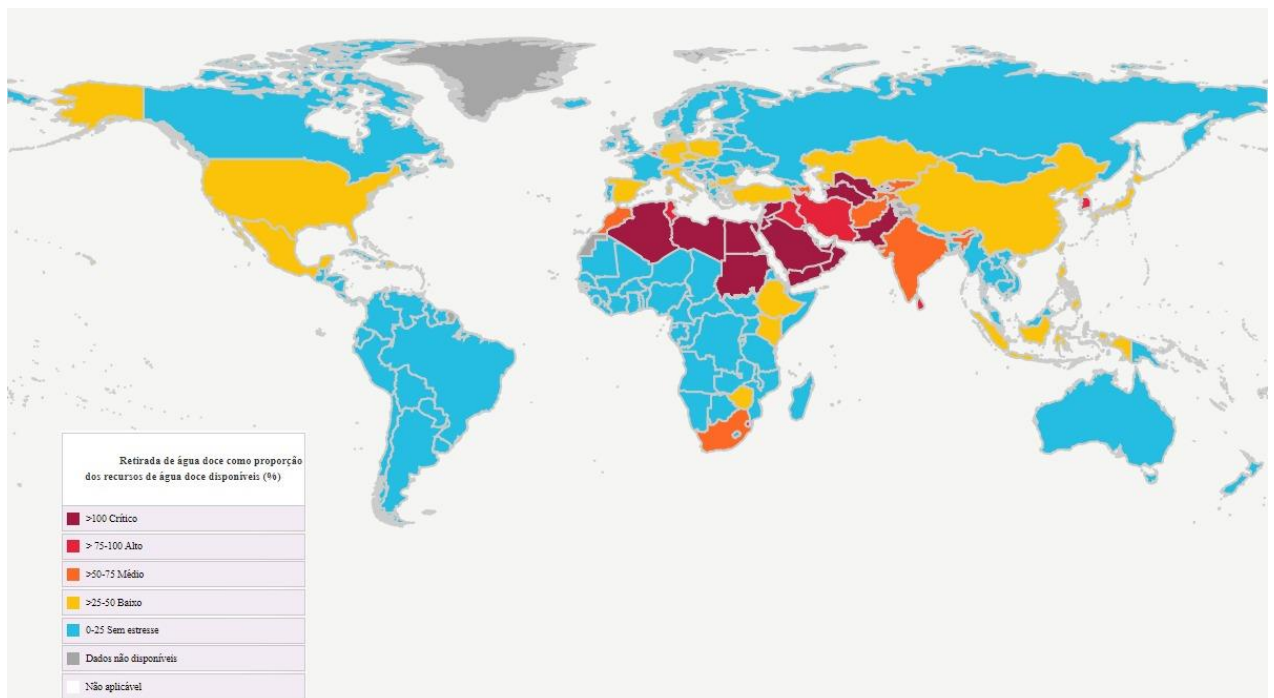 Retirada de água doce como proporção
dos recursos de água doce disponíveis (%)
>100 Crítico
> 75-100 Alto
>50-75 Médio
>25-50 Baixo
0-25 Sem estresse
Dados não disponíveis
Não aplicável